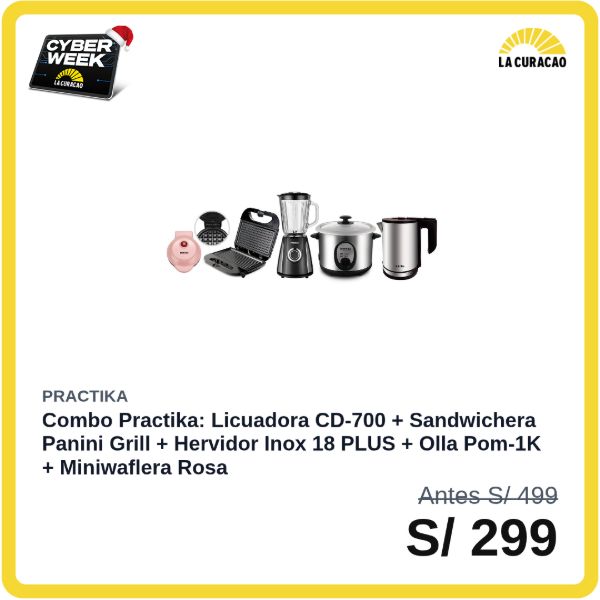 CYBER
WEEK
LA CURACAO
LA CURACAO
PRACTIKA
Combo Practika: Licuadora CD-700 + Sandwichera
Panini Grill + Hervidor Inox 18 PLUS + Olla Pom-1K
+ Miniwaflera Rosa
Antes S/ 499
S/ 299